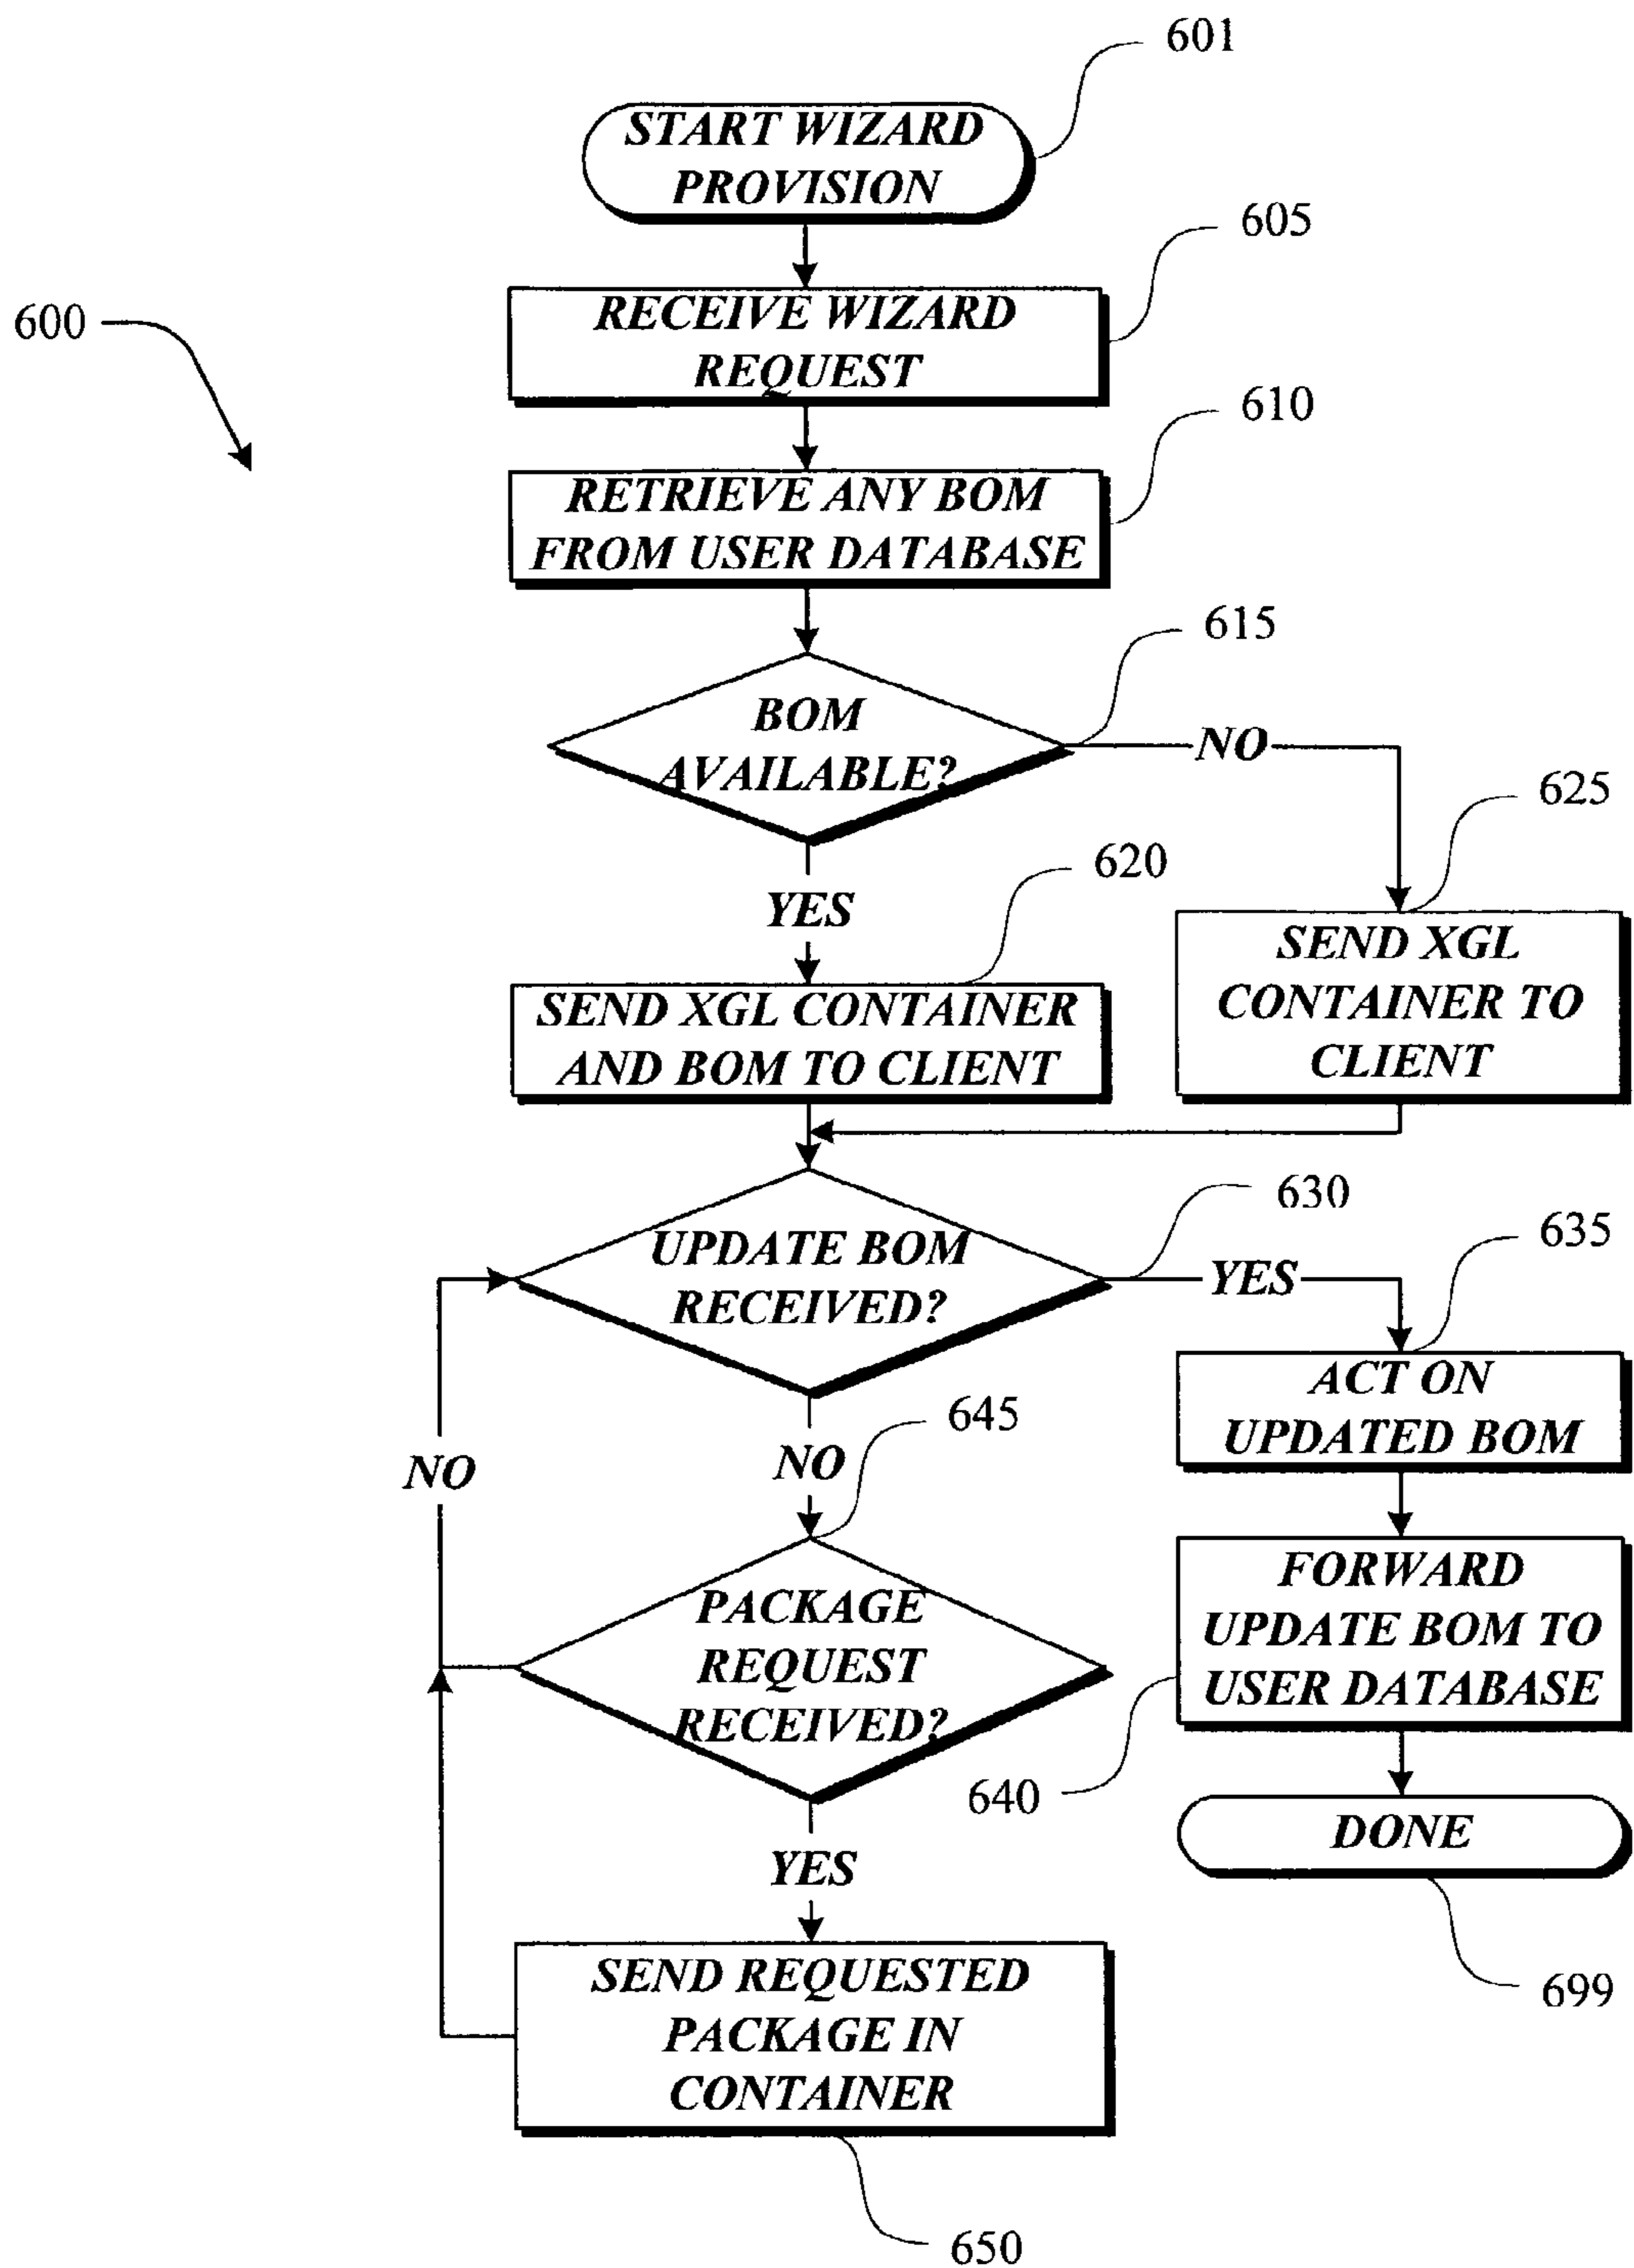 601
START WIZARD
PROVISION
605
600
RECEIVE WIZARD
REQUEST
610
RETRIEVE ANY BOM
FROM USER DATABASE
615
BOM
AVAILABLE?
NO
625
620
YES
SEND XGL
CONTAINER TO
CLIENT
SEND XGL CONTAINER
AND BOM TO CLIENT
630
635
UPDATE BOM
RECEIVED?
YES
ACT ON
UPDATED BOM
645
NO
NO
FORWARD
UPDATE BOM TO
USER DATABASE
PACKAGE
REQUEST
RECEIVED?
640
DONE
YES
699
SEND REQUESTED
PACKAGE IN
CONTAINER
650